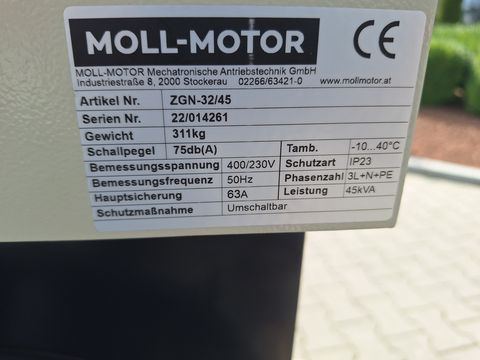 MOLL-MOTOR CE
MOLL-MOTOR Mechatronische Antriebstechnik GmbH
Industriestraße 8, 2000 Stockerau 02266/63421-0 www.mollmotor.at
Artikel Nr. ZGN-32/45
Serien Nr. 22/014261
Gewicht 311kg
Schallpegel 75db(A) Tamb. -10...40°C
Bemessungsspannung 400/230V Schutzart IP23
Bemessungsfrequenz 50Hz Phasenzahl 3L+N+PE
Hauptsicherung 63A Leistung 45kVA
Schutzmaßnahme Umschaltbar